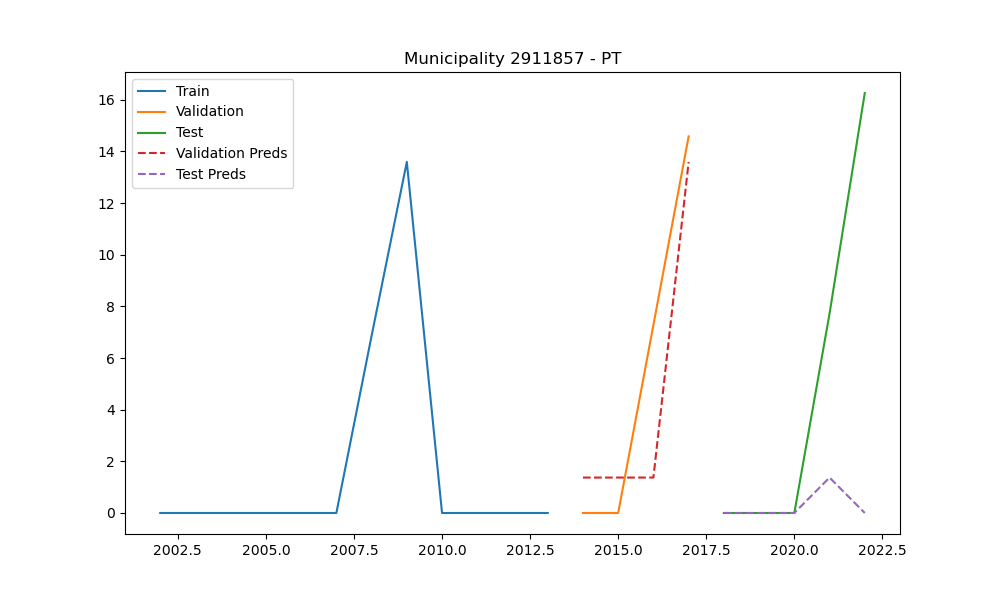 Municipality 2911857 - PT
Train
Validation
Test
Validation Preds
Test Preds
16
14
12
10
8
6
4
2
0
2002.5 2005.0 2007.5 2010.0 2012.5 2015.0 2017.5 2020.0 2022.5